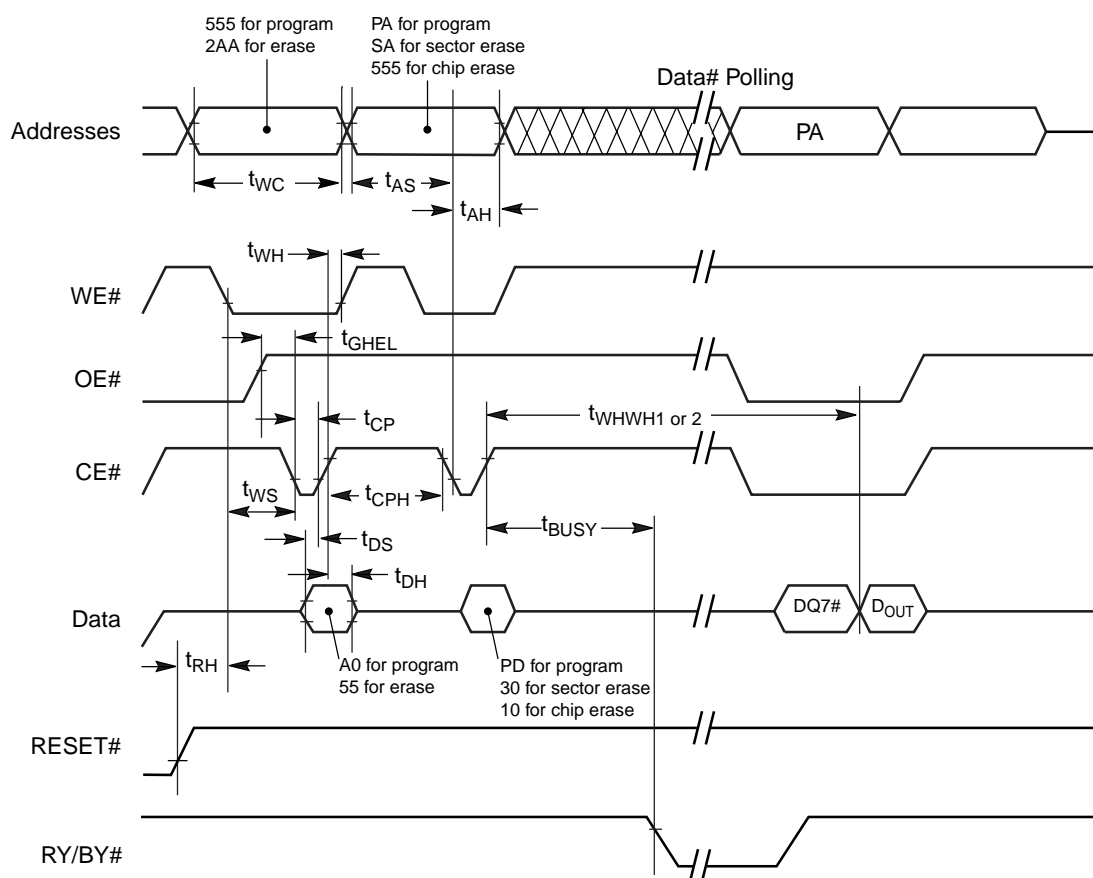 555 for program
2AA for erase
PA for program
SA for sector erase
555 for chip erase
Data# Polling
Addresses
PA
tWC
tAS
tAH
tWH
WE#
tGHEL
OE#
tCP
tWHWH1 or 2
CE#
tWS
tCPH
tBUSY
tDS
tDH
Data
DQ7#
DOUT
tRH
A0 for program
55 for erase
PD for program
30 for sector erase
10 for chip erase
RESET#
RY/BY#